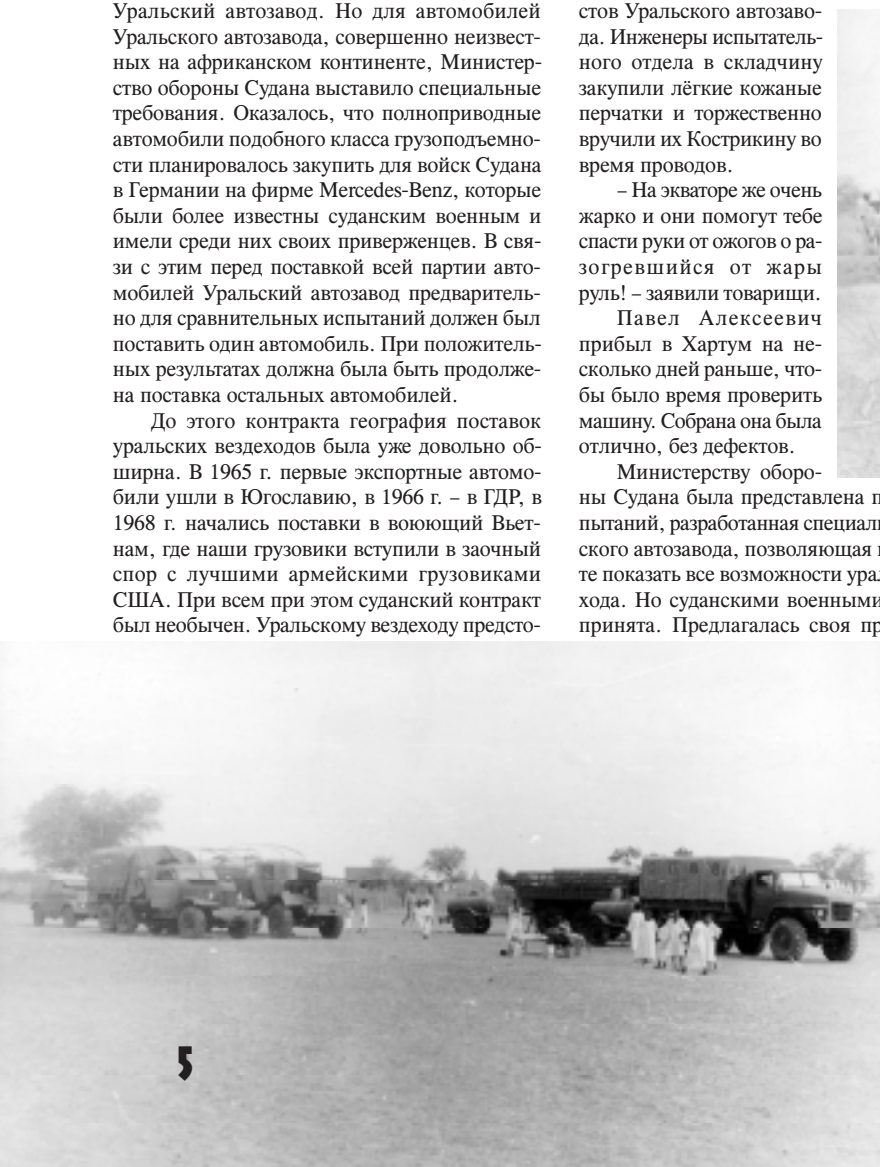 Уральский автозавод. Но для автомобилей
Уральского автозавода, совершенно неизвест-
ных на африканском континенте, Министер-
ство обороны Судана выставило специальные
требования. Оказалось, что полноприводные
автомобили подобного класса грузоподъемно-
сти планировалось закупить для войск Судана
в Германии на фирме Mercedes-Benz, которые
были более известны суданским военным и
имели среди них своих приверженцев. В свя-
зи с этим перед поставкой всей партии авто-
мобилей Уральский автозавод предваритель-
но для сравнительных испытаний должен был
поставить один автомобиль. При положитель-
ных результатах должна была быть продолже-
на поставка остальных автомобилей.
До этого контракта география поставок
уральских вездеходов была уже довольно об-
ширна. В 1965 г. первые экспортные автомо-
били ушли в Югославию, в 1966 г. – в ГДР, в
1968 г. начались поставки в воюющий Вьет-
нам, где наши грузовики вступили в заочный
спор с лучшими армейскими грузовиками
США. При всем при этом суданский контракт
был необычен. Уральскому вездеходу предсто-
стов Уральского автозаво-
да. Инженеры испытатель-
ного отдела в складчину
закупили лёгкие кожаные
перчатки и торжественно
вручили их Кострикину во
время проводов.
– На экваторе же очень
жарко и они помогут тебе
спасти руки от ожогов о ра-
зогревшийся от жары
руль! – заявили товарищи.
Павел Алексеевич
прибыл в Хартум на не-
сколько дней раньше, что-
бы было время проверить
машину. Собрана она была
отлично, без дефектов.
Министерству оборо-
ны Судана была представлена
пытаний, разработанная
ского автозавода, позволяющая
те показать все возможности
хода. Но суданскими военными
принята. Предлагалась своя
5